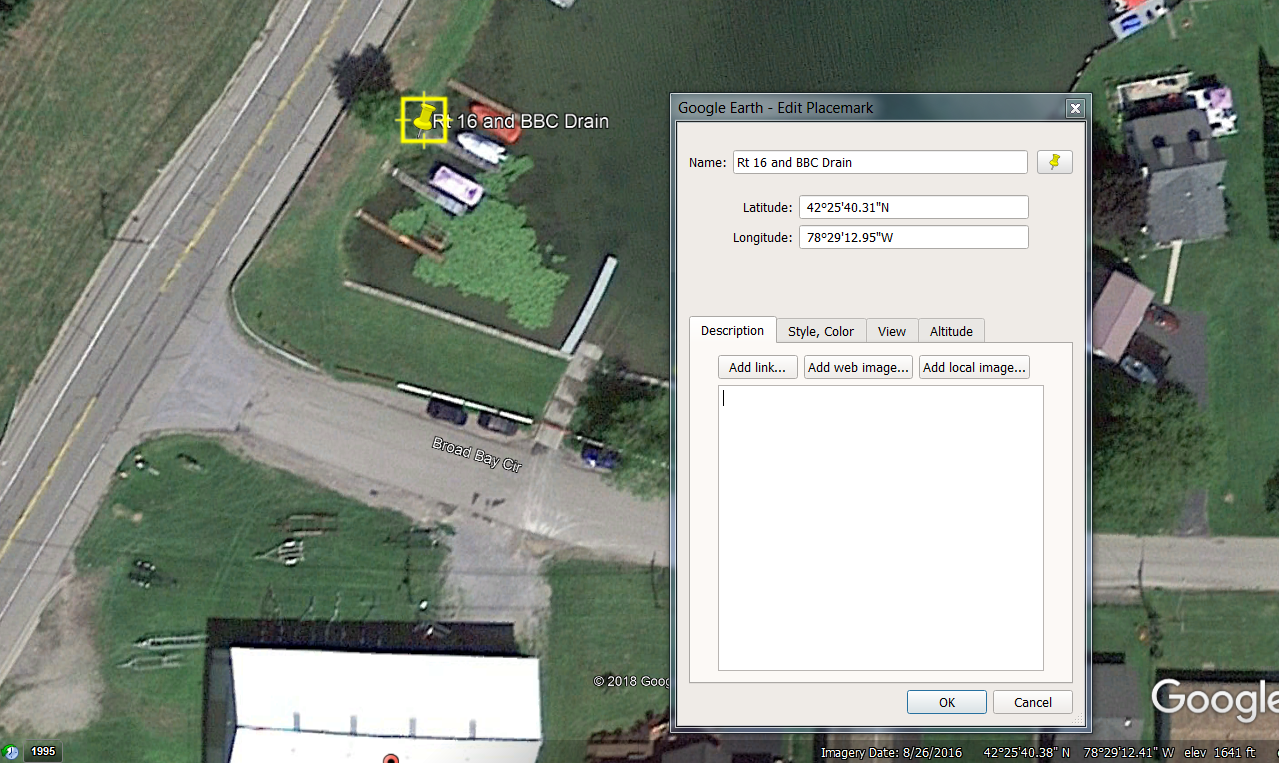 Google Earth - Edit Placemark
Rt 16 and BBC Drain
Name: Rt 16 and BBC Drain
Latitude: 42°25'40.31"N
Longitude: 78°29'12.95"W
Description Style, Color View Altitude
Add link... Add web image... Add local image...
Broad Bay Cir
© 2018 Goog
OK Cancel
Google
1995
Imagery Date: 8/26/2016 42°25'40.38" N 78°29'12.41" W elev 1641 ft